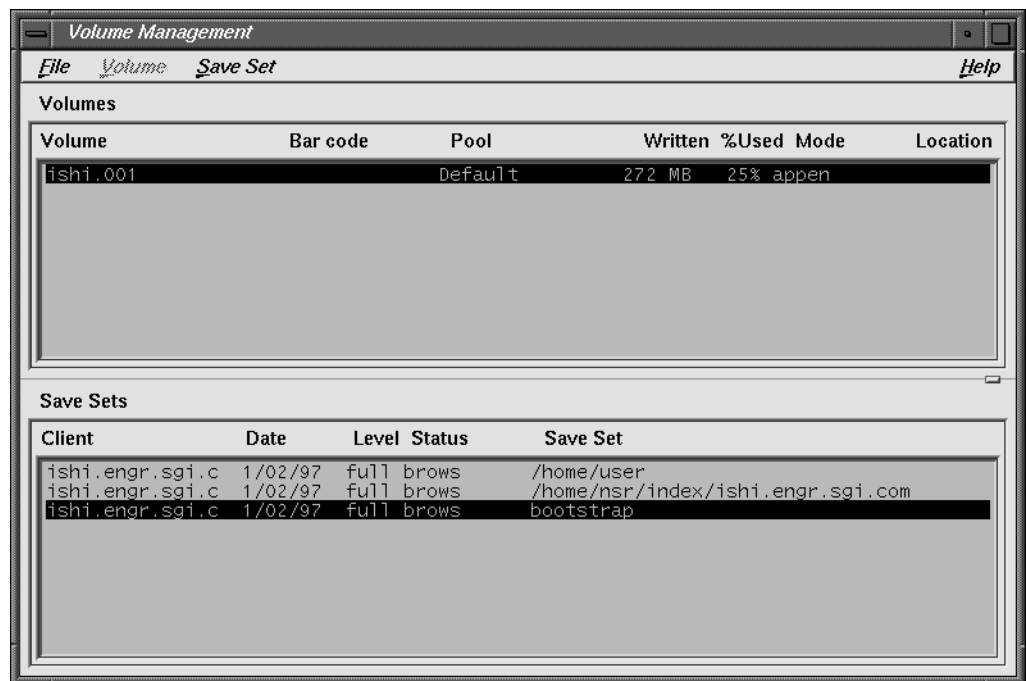 Volume Management
File Volume Save Set Help
Volumes
Volume Bar code Pool Written %Used Mode Location
ishi.001 Default 272 MB 25% appen
Save Sets
Client Date Level Status Save Set
ishi.engr.sgi.c 1/02/97 full brows /home/user
ishi.engr.sgi.c 1/02/97 full brows /home/nsr/index/ishi.engr.sgi.com
ishi.engr.sgi.c 1/02/97 full brows bootstrap